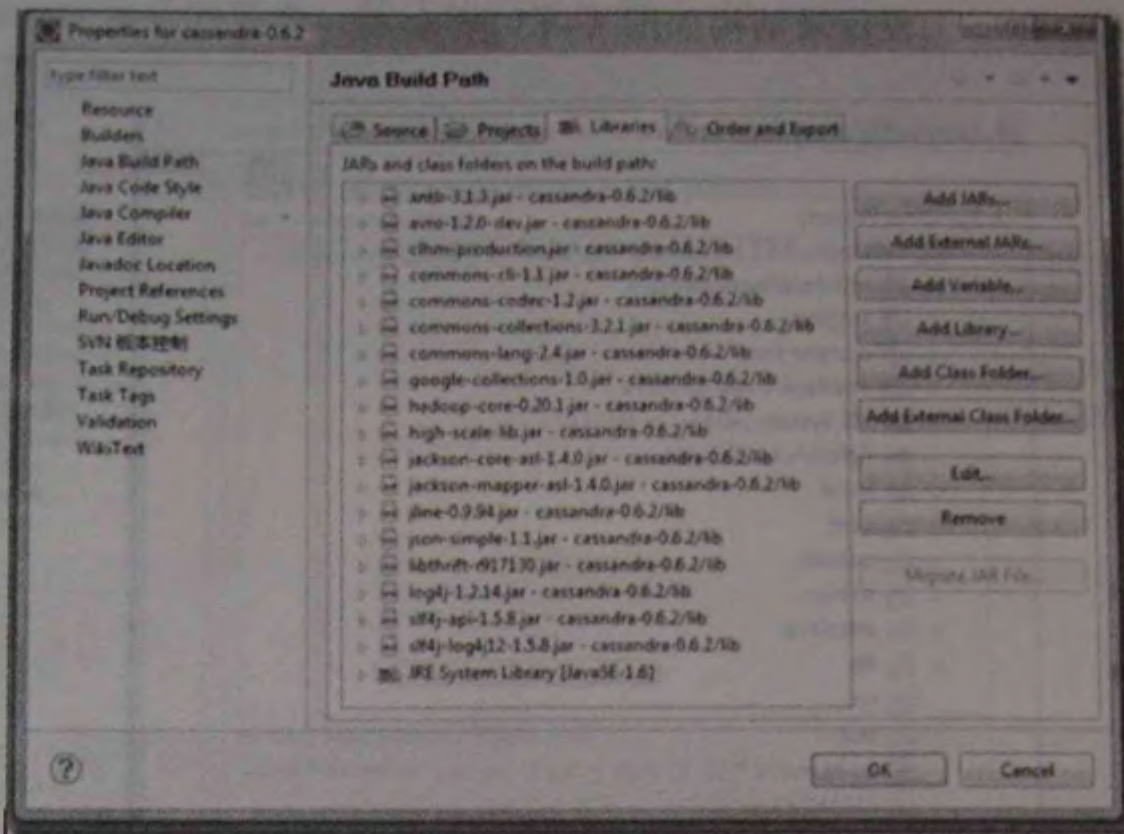 Properties for cassandra-0.6.2
type filter text
Resource
Builders
Java Build Path
Java Code Style
Java Compiler
Java Editor
Javadoc Location
Project References
Run/Debug Settings
SVN 版本控制
Task Repository
Task Tags
Validation
WikiText
Java Build Path
Source
Projects
Libraries
Order and Export
JARs and class folders on the build path:
antlr-3.1.3.jar - cassandra-0.6.2/lib
avro-1.2.0-dev.jar - cassandra-0.6.2/lib
clhm-production.jar - cassandra-0.6.2/lib
commons-cli-1.1.jar - cassandra-0.6.2/lib
commons-codec-1.2.jar - cassandra-0.6.2/lib
commons-collections-3.2.1.jar - cassandra-0.6.2/lib
commons-lang-2.4.jar - cassandra-0.6.2/lib
google-collections-1.0.jar - cassandra-0.6.2/lib
hadoop-core-0.20.1.jar - cassandra-0.6.2/lib
high-scale-lib.jar - cassandra-0.6.2/lib
jackson-core-asl-1.4.0.jar - cassandra-0.6.2/lib
jackson-mapper-asl-1.4.0.jar - cassandra-0.6.2/lib
jline-0.9.94.jar - cassandra-0.6.2/lib
json-simple-1.1.jar - cassandra-0.6.2/lib
libthrift-r917130.jar - cassandra-0.6.2/lib
log4j-1.2.14.jar - cassandra-0.6.2/lib
slf4j-api-1.5.8.jar - cassandra-0.6.2/lib
slf4j-log4j12-1.5.8.jar - cassandra-0.6.2/lib
JRE System Library [JavaSE-1.6]
Add JARs...
Add External JARs...
Add Variable...
Add Library...
Add Class Folder...
Add External Class Folder...
Edit...
Remove
Migrate JAR File...
OK
Cancel